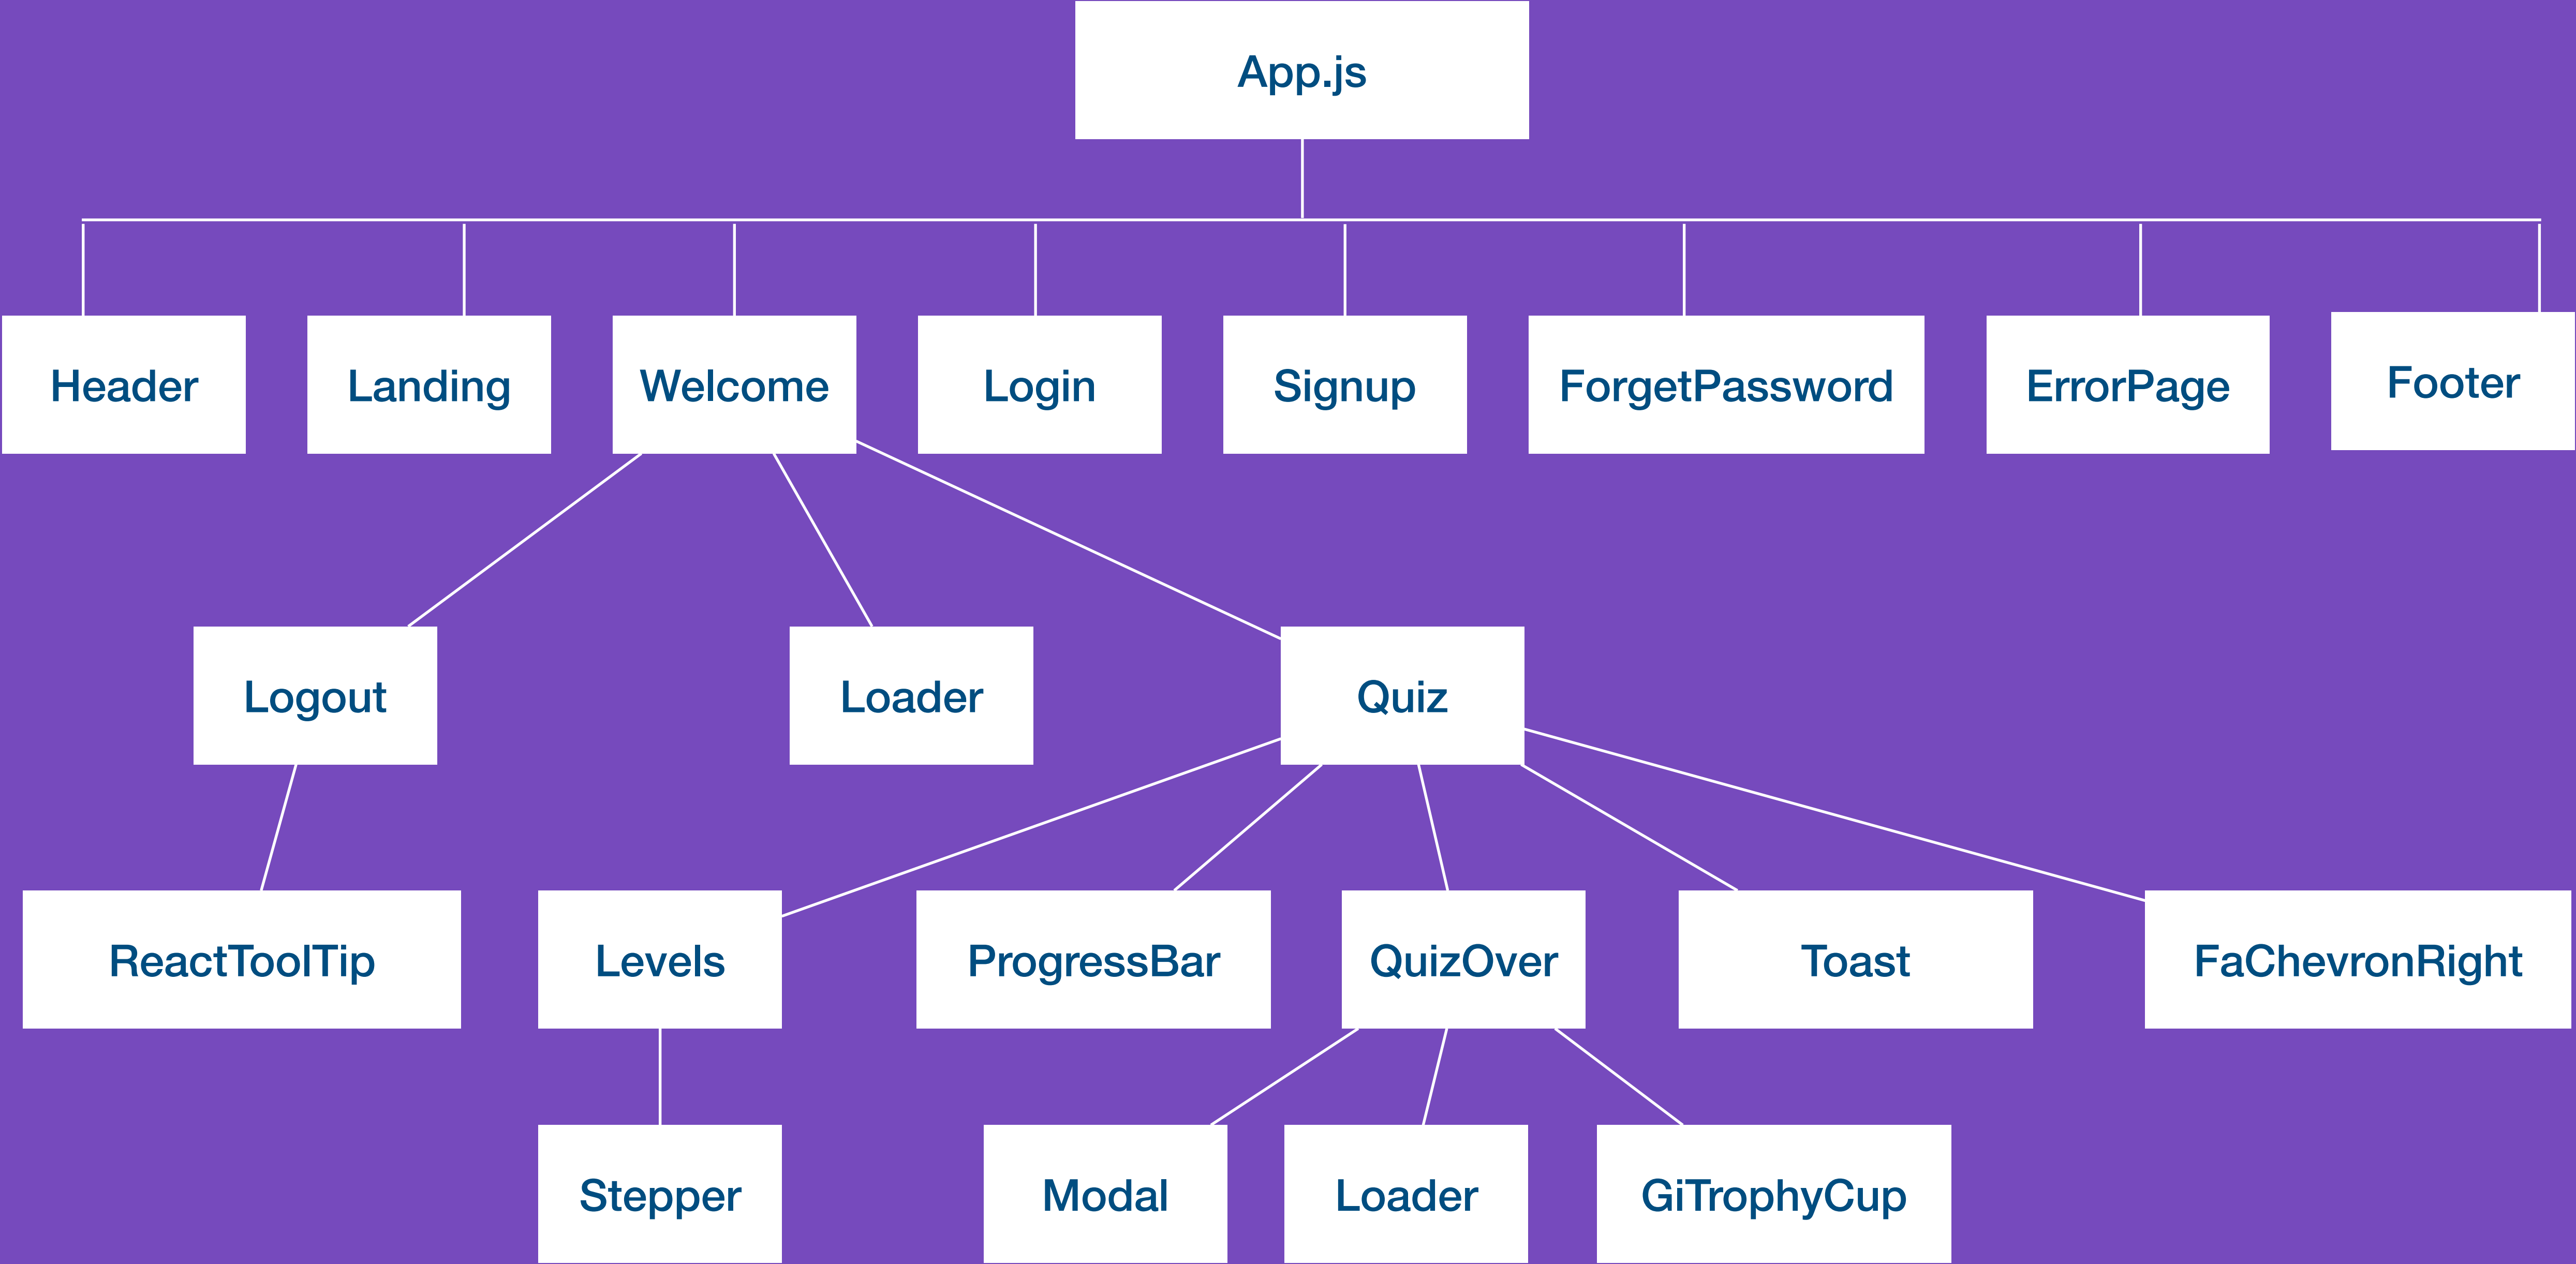 App.js
Header
Landing
Welcome
Login
Signup
ForgetPassword
ErrorPage
Footer
Logout
Loader
Quiz
ReactToolTip
Levels
ProgressBar
QuizOver
Toast
FaChevronRight
Stepper
Modal
Loader
GiTrophyCup